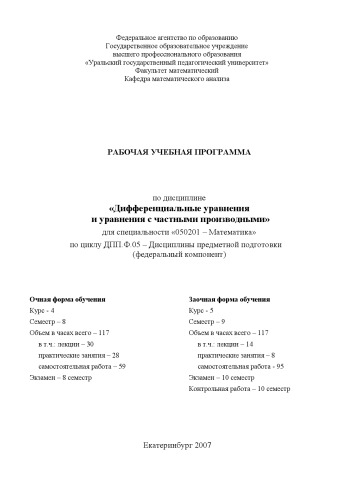 Федеральное агентство по образованию
Государственное образовательное учреждение
высшего профессионального образования
«Уральский государственный педагогический университет»
Факультет математический
Кафедра математического анализа
РАБОЧАЯ УЧЕБНАЯ ПРОГРАММА
по дисциплине
«Дифференциальные уравнения
и уравнения с частными производными»
для специальности «050201 – Математика»
по циклу ДПП.Ф.05 – Дисциплины предметной подготовки
(федеральный компонент)
Очная форма обучения
Курс - 4
Семестр – 8
Объем в часах всего – 117
в т.ч.: лекции – 30
практические занятия – 28
самостоятельная работа – 59
Экзамен – 8 семестр
Заочная форма обучения
Курс - 5
Семестр – 9
Объем в часах всего – 117
в т.ч.: лекции – 14
практические занятия – 8
самостоятельная работа - 95
Экзамен – 10 семестр
Контрольная работа – 10 семестр
Екатеринбург 2007